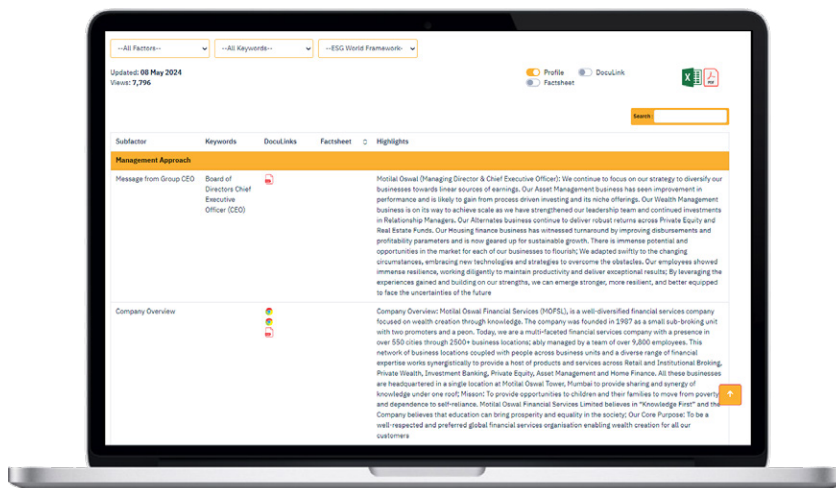 --All Factors--
--All Keywords--
--ESG World Framework-
Updated: 08 May 2024
Views: 7,796
Profile
DocuLink
Factsheet
Search
Subfactor Keywords DocuLinks Factsheet Highlights
Management Approach
Message from Group CEO
Board of
Directors Chief
Executive
Officer (CEO)
Motilal Oswal (Managing Director & Chief Executive Officer): We continue to focus on our strategy to diversify our
businesses towards linear sources of earnings. Our Asset Management business has seen improvement in
performance and is likely to gain from process driven investing and its niche offerings. Our Wealth Management
business is on its way to achieve scale as we have strengthened our leadership team and continued investments
in Relationship Managers. Our Alternates business continue to deliver robust returns across Private Equity and
Real Estate Funds. Our Housing finance business has witnessed turnaround by improving disbursements and
profitability parameters and is now geared up for sustainable growth. There is immense potential and
opportunities in the market for each of our businesses to flourish; We adapted swiftly to the changing
circumstances, embracing new technologies and strategies to overcome the obstacles. Our employees showed
immense resilience, working diligently to maintain productivity and deliver exceptional results; By leveraging the
experiences gained and building on our strengths, we can emerge stronger, more resilient, and better equipped
to face the uncertainties of the future
Company Overview
Company Overview: Motilal Oswal Financial Services (MOFSL), is a well-diversified financial services company
focused on wealth creation through knowledge. The company was founded in 1987 as a small sub-broking unit
with two promoters and a peon. Today, we are a multi-faceted financial services company with a presence in
over 550 cities through 2500+ business locations; ably managed by a team of over 9,800 employees. This
network of business locations coupled with people across business units and a diverse range of financial
expertise works synergistically to provide a host of products and services across Retail and Institutional Broking,
Private Wealth, Investment Banking, Private Equity, Asset Management and Home Finance. All these businesses
are headquartered in a single location at Motilal Oswal Tower, Mumbai to provide sharing and synergy of
knowledge under one roof; Misson: To provide opportunities to children and their families to move from poverty
and dependence to self-reliance. Motilal Oswal Financial Services Limited believes in "Knowledge First" and the
Company believes that education can bring prosperity and equality in the society; Our Core Purpose: To be a
well-respected and preferred global financial services organisation enabling wealth creation for all our
customers